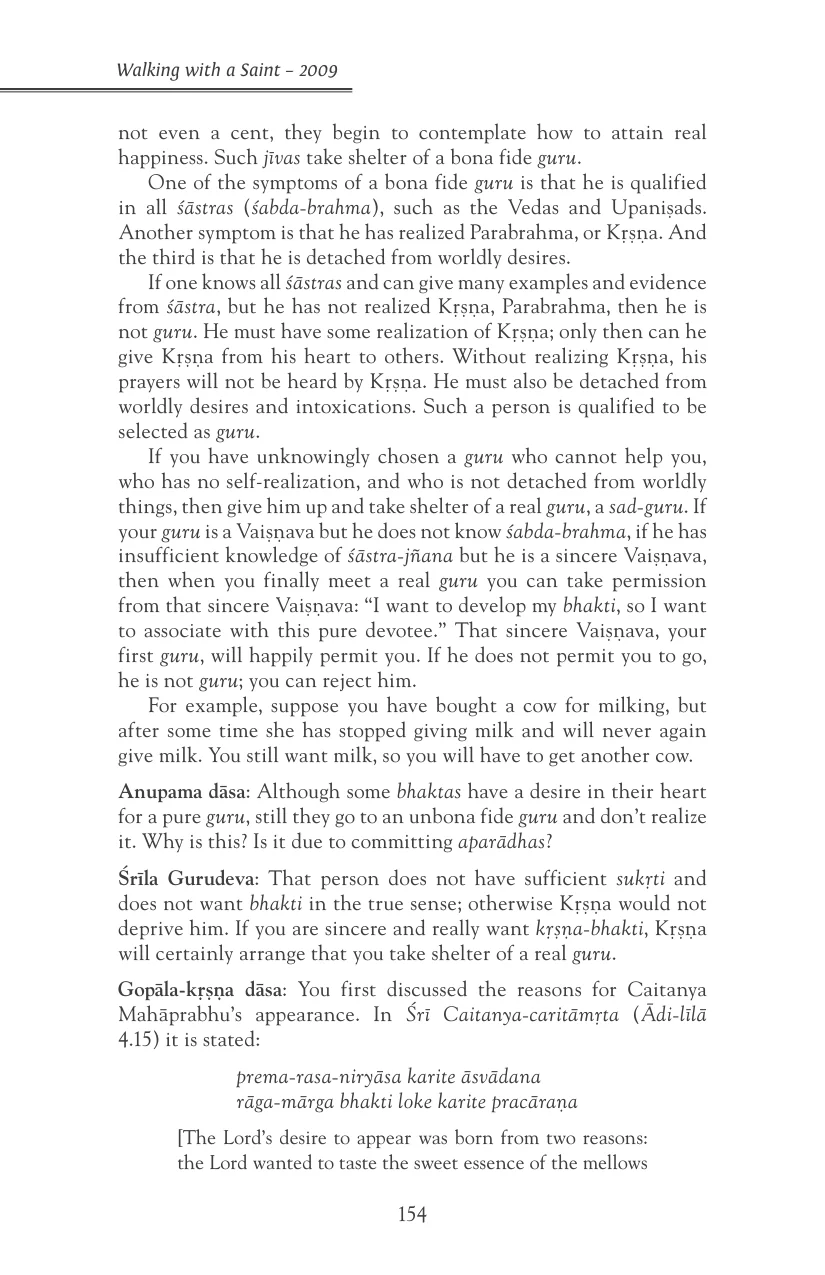 Walking with a Saint – 2009
not even a cent, they begin to contemplate how to attain real
happiness. Such jīvas take shelter of a bona fide guru.
One of the symptoms of a bona fide guru is that he is qualified
in all śāstras (śabda-brahma), such as the Vedas and Upaniṣads.
Another symptom is that he has realized Parabrahma, or Kṛṣṇa. And
the third is that he is detached from worldly desires.
If one knows all śāstras and can give many examples and evidence
from śāstra, but he has not realized Kṛṣṇa, Parabrahma, then he is
not guru. He must have some realization of Kṛṣṇa; only then can he
give Kṛṣṇa from his heart to others. Without realizing Kṛṣṇa, his
prayers will not be heard by Kṛṣṇa. He must also be detached from
worldly desires and intoxications. Such a person is qualified to be
selected as guru.
If you have unknowingly chosen a guru who cannot help you,
who has no self-realization, and who is not detached from worldly
things, then give him up and take shelter of a real guru, a sad-guru. If
your guru is a Vaiṣṇava but he does not know śabda-brahma, if he has
insufficient knowledge of śāstra-jñana but he is a sincere Vaiṣṇava,
then when you finally meet a real guru you can take permission
from that sincere Vaiṣṇava: “I want to develop my bhakti, so I want
to associate with this pure devotee.” That sincere Vaiṣṇava, your
first guru, will happily permit you. If he does not permit you to go,
he is not guru; you can reject him.
For example, suppose you have bought a cow for milking, but
after some time she has stopped giving milk and will never again
give milk. You still want milk, so you will have to get another cow.
Anupama dāsa: Although some bhaktas have a desire in their heart
for a pure guru, still they go to an unbona fide guru and don’t realize
it. Why is this? Is it due to committing aparādhas?
Śrīla Gurudeva: That person does not have sufficient sukṛti and
does not want bhakti in the true sense; otherwise Kṛṣṇa would not
deprive him. If you are sincere and really want kṛṣṇa-bhakti, Kṛṣṇa
will certainly arrange that you take shelter of a real guru.
Gopāla-kṛṣṇa dāsa: You first discussed the reasons for Caitanya
Mahāprabhu’s appearance. In Śrī Caitanya-caritāmṛta (Ādi-līlā
4.15) it is stated:
prema-rasa-niryāsa karite āsvādana
rāga-mārga bhakti loke karite pracāraṇa
[The Lord’s desire to appear was born from two reasons:
the Lord wanted to taste the sweet essence of the mellows
154